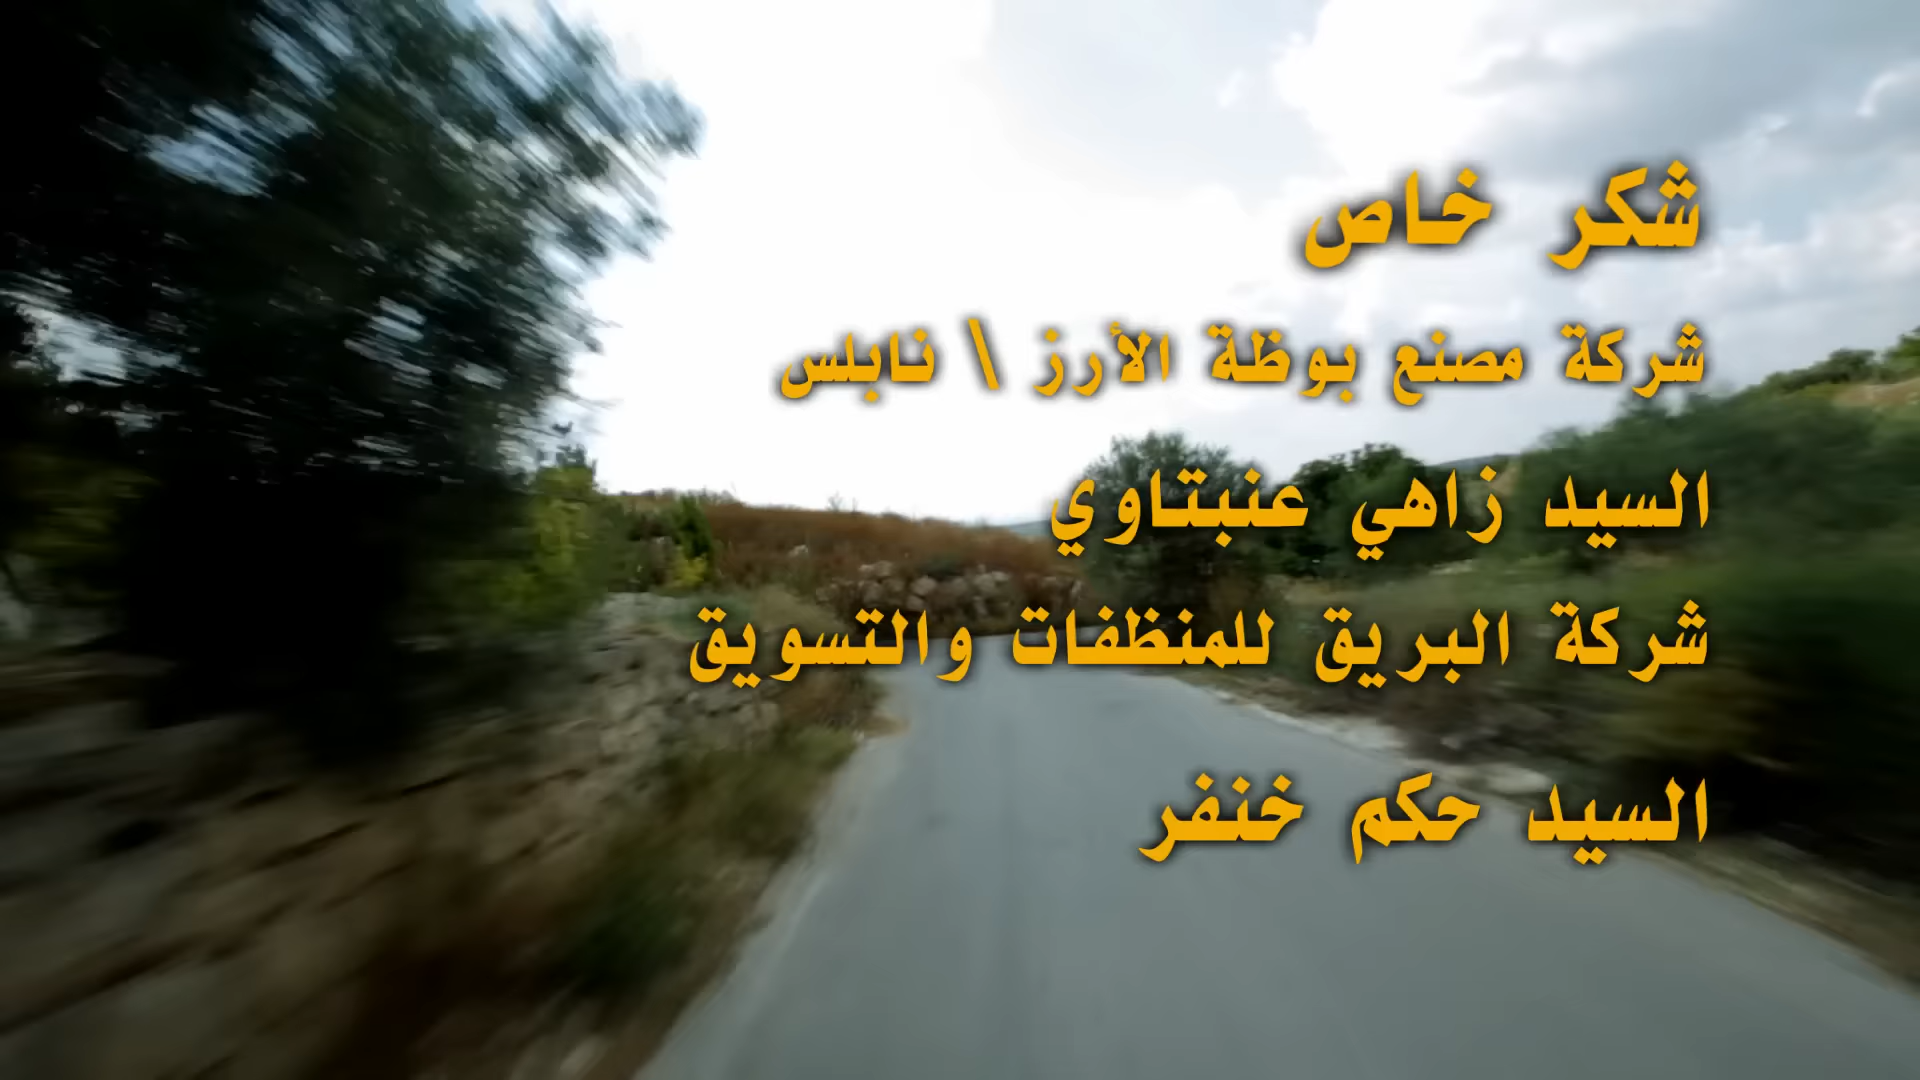 شكر خاص
شركة مصنع بوظة الأرز \ نابلس
السيد زاهي عنبتاوي
شركة البريق للمنظفات والتسويق
السيد حكم خنفر